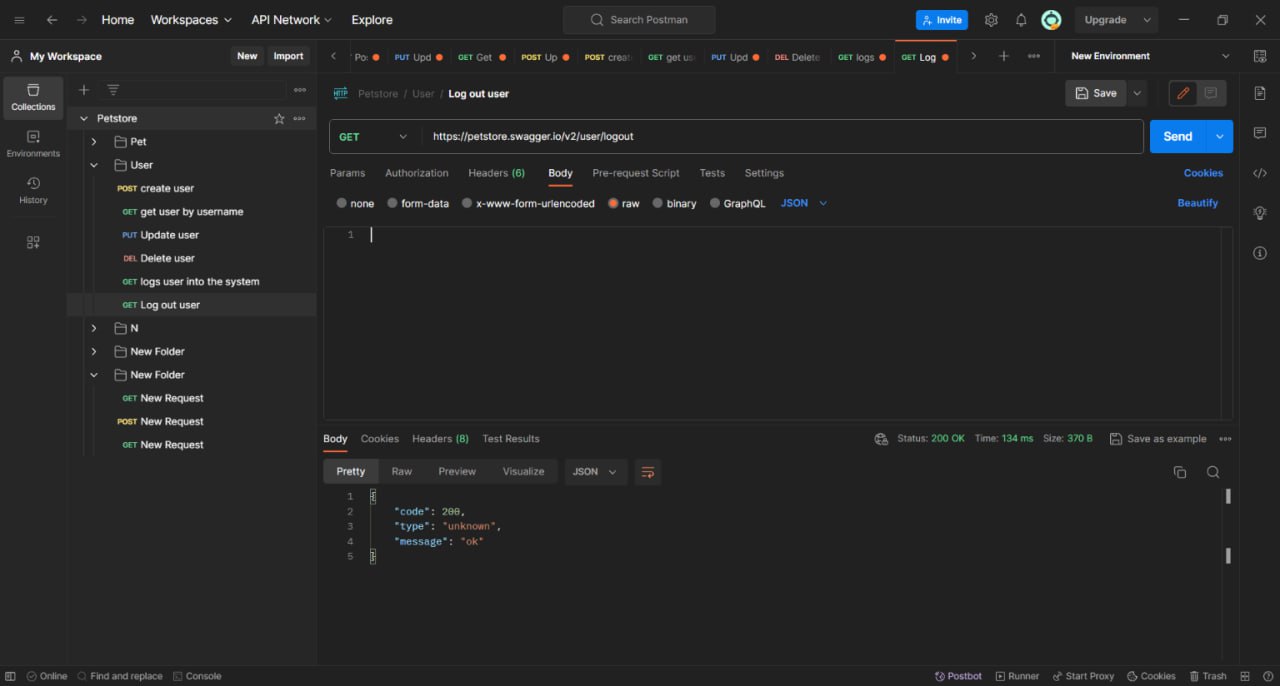 Home Workspaces API Network Explore Search Postman Invite Upgrade
My Workspace New Import
PUT Upd GET Get POST Up POST creat GET get us PUT Upd DEL Delete GET logs GET Log New Environment
Collections
Environments
History
Petstore
Pet
User
POST create user
GET get user by username
PUT Update user
DEL Delete user
GET logs user into the system
GET Log out user
N
New Folder
New Folder
GET New Request
POST New Request
GET New Request
HTTP Petstore / User / Log out user Save
GET https://petstore.swagger.io/v2/user/logout Send
Params Authorization Headers (6) Body Pre-request Script Tests Settings Cookies
none form-data x-www-form-urlencoded raw binary GraphQL JSON Beautify
1
Body Cookies Headers (8) Test Results Status: 200 OK Time: 134 ms Size: 370 B Save as example
Pretty Raw Preview Visualize JSON
1 {
2 "code": 200,
3 "type": "unknown",
4 "message": "ok"
5 }
Online Find and replace Console Postbot Runner Start Proxy Cookies Trash